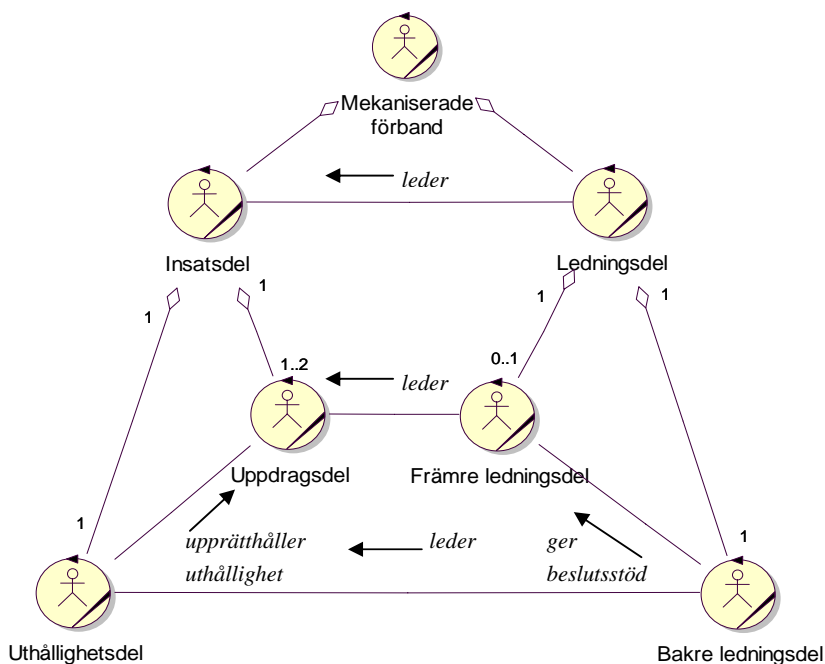 Mekaniserade
förband
leder
Insatsdel
Ledningsdel
1
1
1
1
1..2
0..1
leder
Uppdragsdel
Främre ledningsdel
1
1
upprätthåller
uthållighet
leder
ger
beslutsstöd
Uthållighetsdel
Bakre ledningsdel